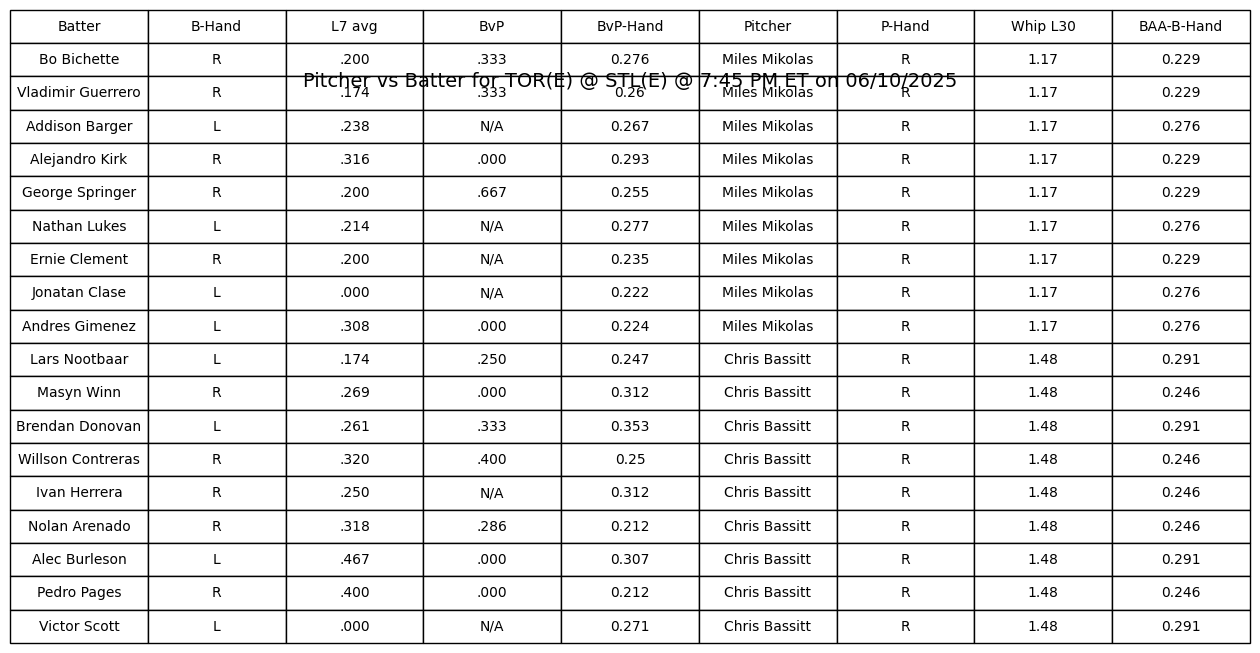 Batter B-Hand L7 avg BvP BvP-Hand Pitcher P-Hand Whip L30 BAA-B-Hand
Bo Bichette R .200 .333 0.276 Miles Mikolas R 1.17 0.229
Pitcher vs Batter for TOR(E) @ STL(E) @ 7:45 PM ET on 06/10/2025
Vladimir Guerrero R .174 .333 0.26 Miles Mikolas R 1.17 0.229
Addison Barger L .238 N/A 0.267 Miles Mikolas R 1.17 0.276
Alejandro Kirk R .316 .000 0.293 Miles Mikolas R 1.17 0.229
George Springer R .200 .667 0.255 Miles Mikolas R 1.17 0.229
Nathan Lukes L .214 N/A 0.277 Miles Mikolas R 1.17 0.276
Ernie Clement R .200 N/A 0.235 Miles Mikolas R 1.17 0.229
Jonatan Clase L .000 N/A 0.222 Miles Mikolas R 1.17 0.276
Andres Gimenez L .308 .000 0.224 Miles Mikolas R 1.17 0.276
Lars Nootbaar L .174 .250 0.247 Chris Bassitt R 1.48 0.291
Masyn Winn R .269 .000 0.312 Chris Bassitt R 1.48 0.246
Brendan Donovan L .261 .333 0.353 Chris Bassitt R 1.48 0.291
Willson Contreras R .320 .400 0.25 Chris Bassitt R 1.48 0.246
Ivan Herrera R .250 N/A 0.312 Chris Bassitt R 1.48 0.246
Nolan Arenado R .318 .286 0.212 Chris Bassitt R 1.48 0.246
Alec Burleson L .467 .000 0.307 Chris Bassitt R 1.48 0.291
Pedro Pages R .400 .000 0.212 Chris Bassitt R 1.48 0.246
Victor Scott L .000 N/A 0.271 Chris Bassitt R 1.48 0.291